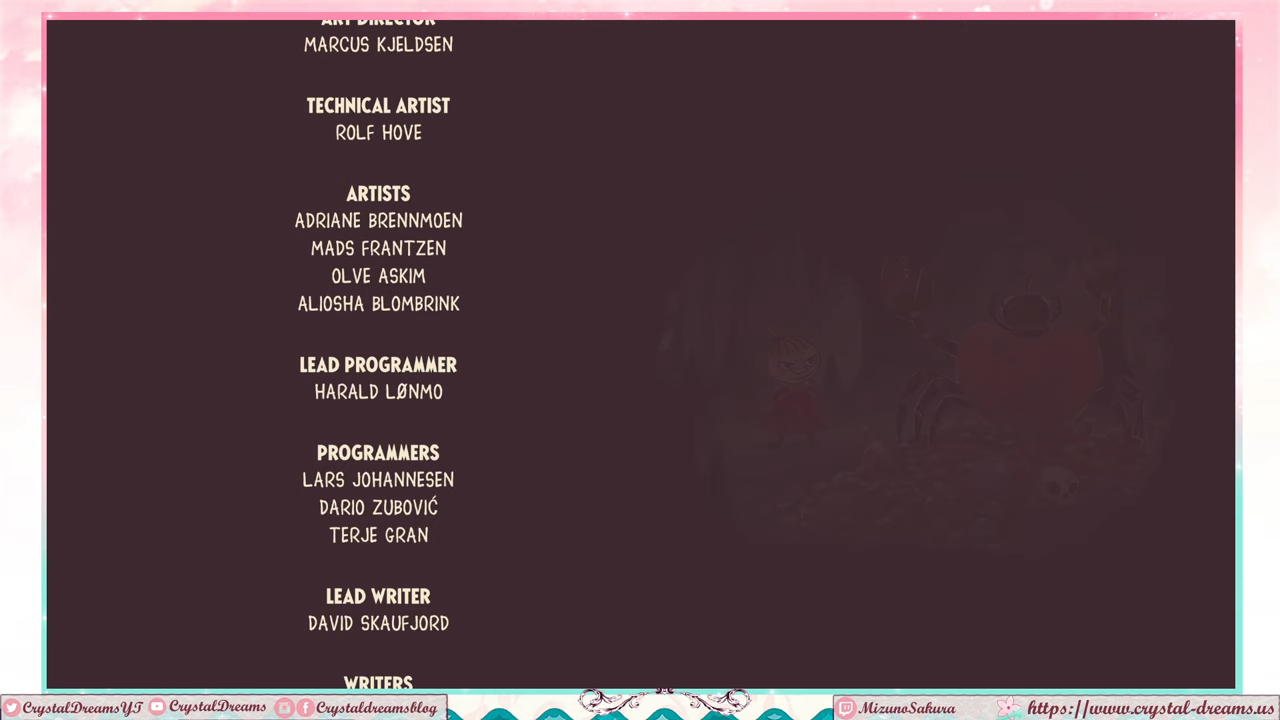 ART DIRECTOR
MARCUS KJELDSEN
TECHNICAL ARTIST
ROLF HOVE
ARTISTS
ADRIANE BRENNMOEN
MADS FRANTZEN
OLVE ASKIM
ALIOSHA BLOMBRINK
LEAD PROGRAMMER
HARALD LØNMO
PROGRAMMERS
LARS JOHANNESEN
DARIO ZUBOVIĆ
TERJE GRAN
LEAD WRITER
DAVID SKAUFJORD
WRITERS
CrystalDreamsYT CrystalDreams Crystaldreamsblog MizunoSakura https://www.crystal-dreams.us